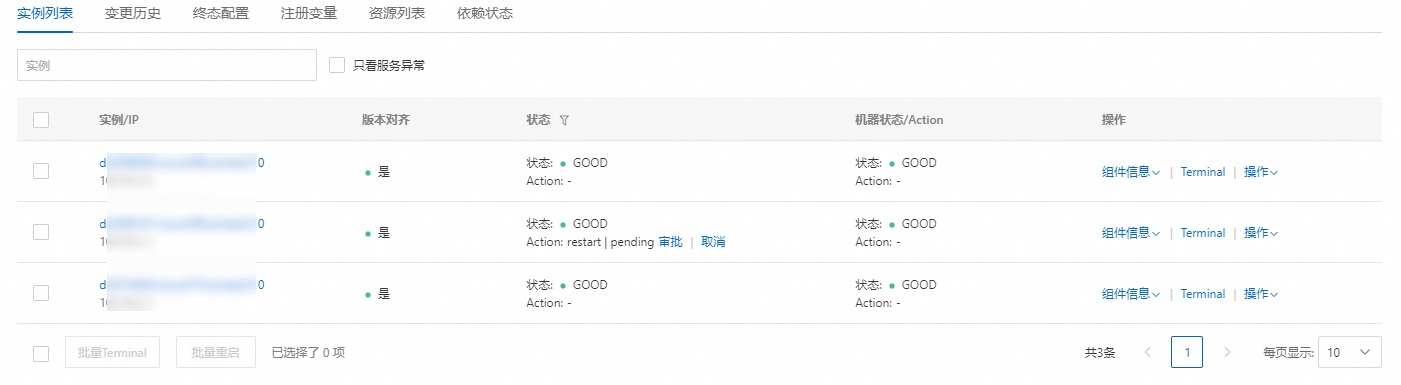 实例列表 变更历史 终态配置 注册变量 资源列表 依赖状态
实例 只看服务异常
实例/IP 版本对齐 状态 机器状态/Action 操作
是 状态: GOOD 状态: GOOD 组件信息 | Terminal | 操作
Action: - Action: -
是 状态: GOOD 状态: GOOD 组件信息 | Terminal | 操作
Action: restart | pending 审批 | 取消 Action: -
是 状态: GOOD 状态: GOOD 组件信息 | Terminal | 操作
Action: - Action: -
批量Terminal 批量重启 已选择了 0 项 共3条 1 每页显示: 10